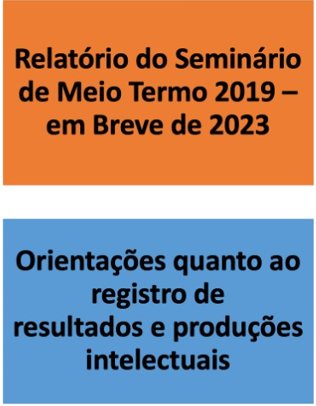 Relatório do Seminário
de Meio Termo 2019 –
em Breve de 2023
Orientações quanto ao
registro de
resultados e produções
intelectuais